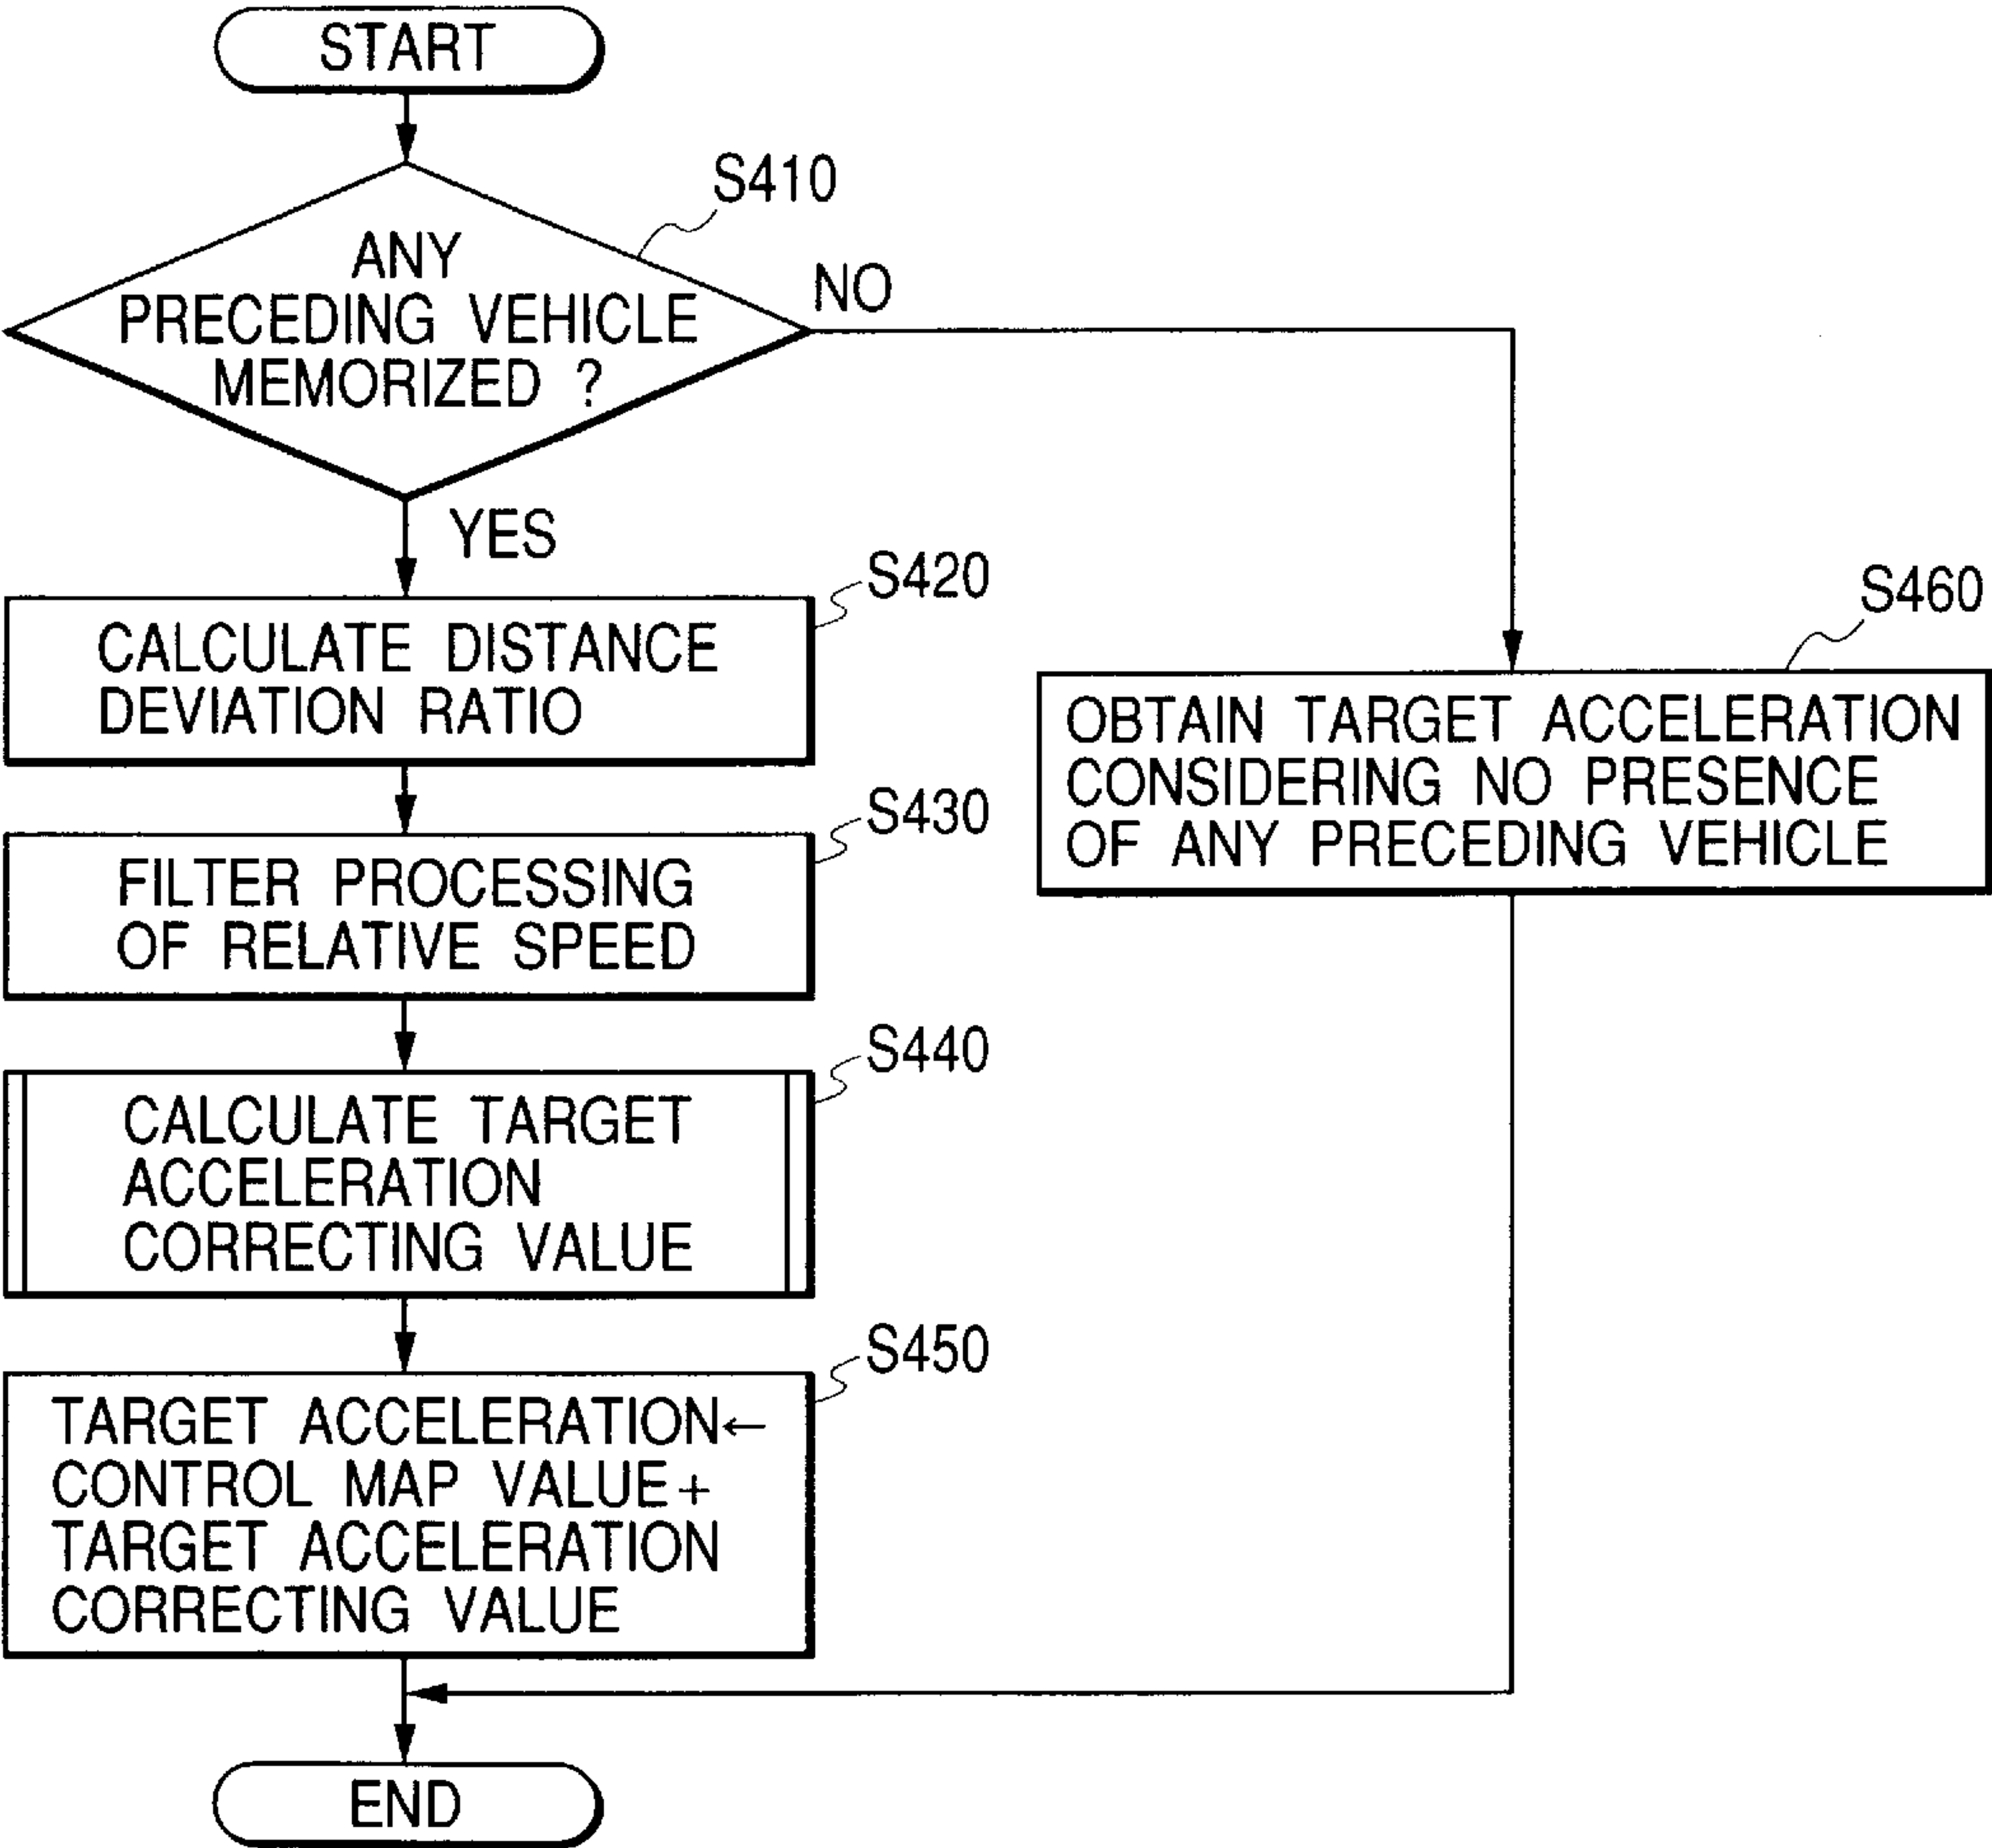 START
S410
ANY
PRECEDING VEHICLE
MEMORIZED ?
NO
YES
S420
CALCULATE DISTANCE
DEVIATION RATIO
S430
FILTER PROCESSING
OF RELATIVE SPEED
S440
CALCULATE TARGET
ACCELERATION
CORRECTING VALUE
S450
TARGET ACCELERATION←
CONTROL MAP VALUE+
TARGET ACCELERATION
CORRECTING VALUE
S460
OBTAIN TARGET ACCELERATION
CONSIDERING NO PRESENCE
OF ANY PRECEDING VEHICLE
END